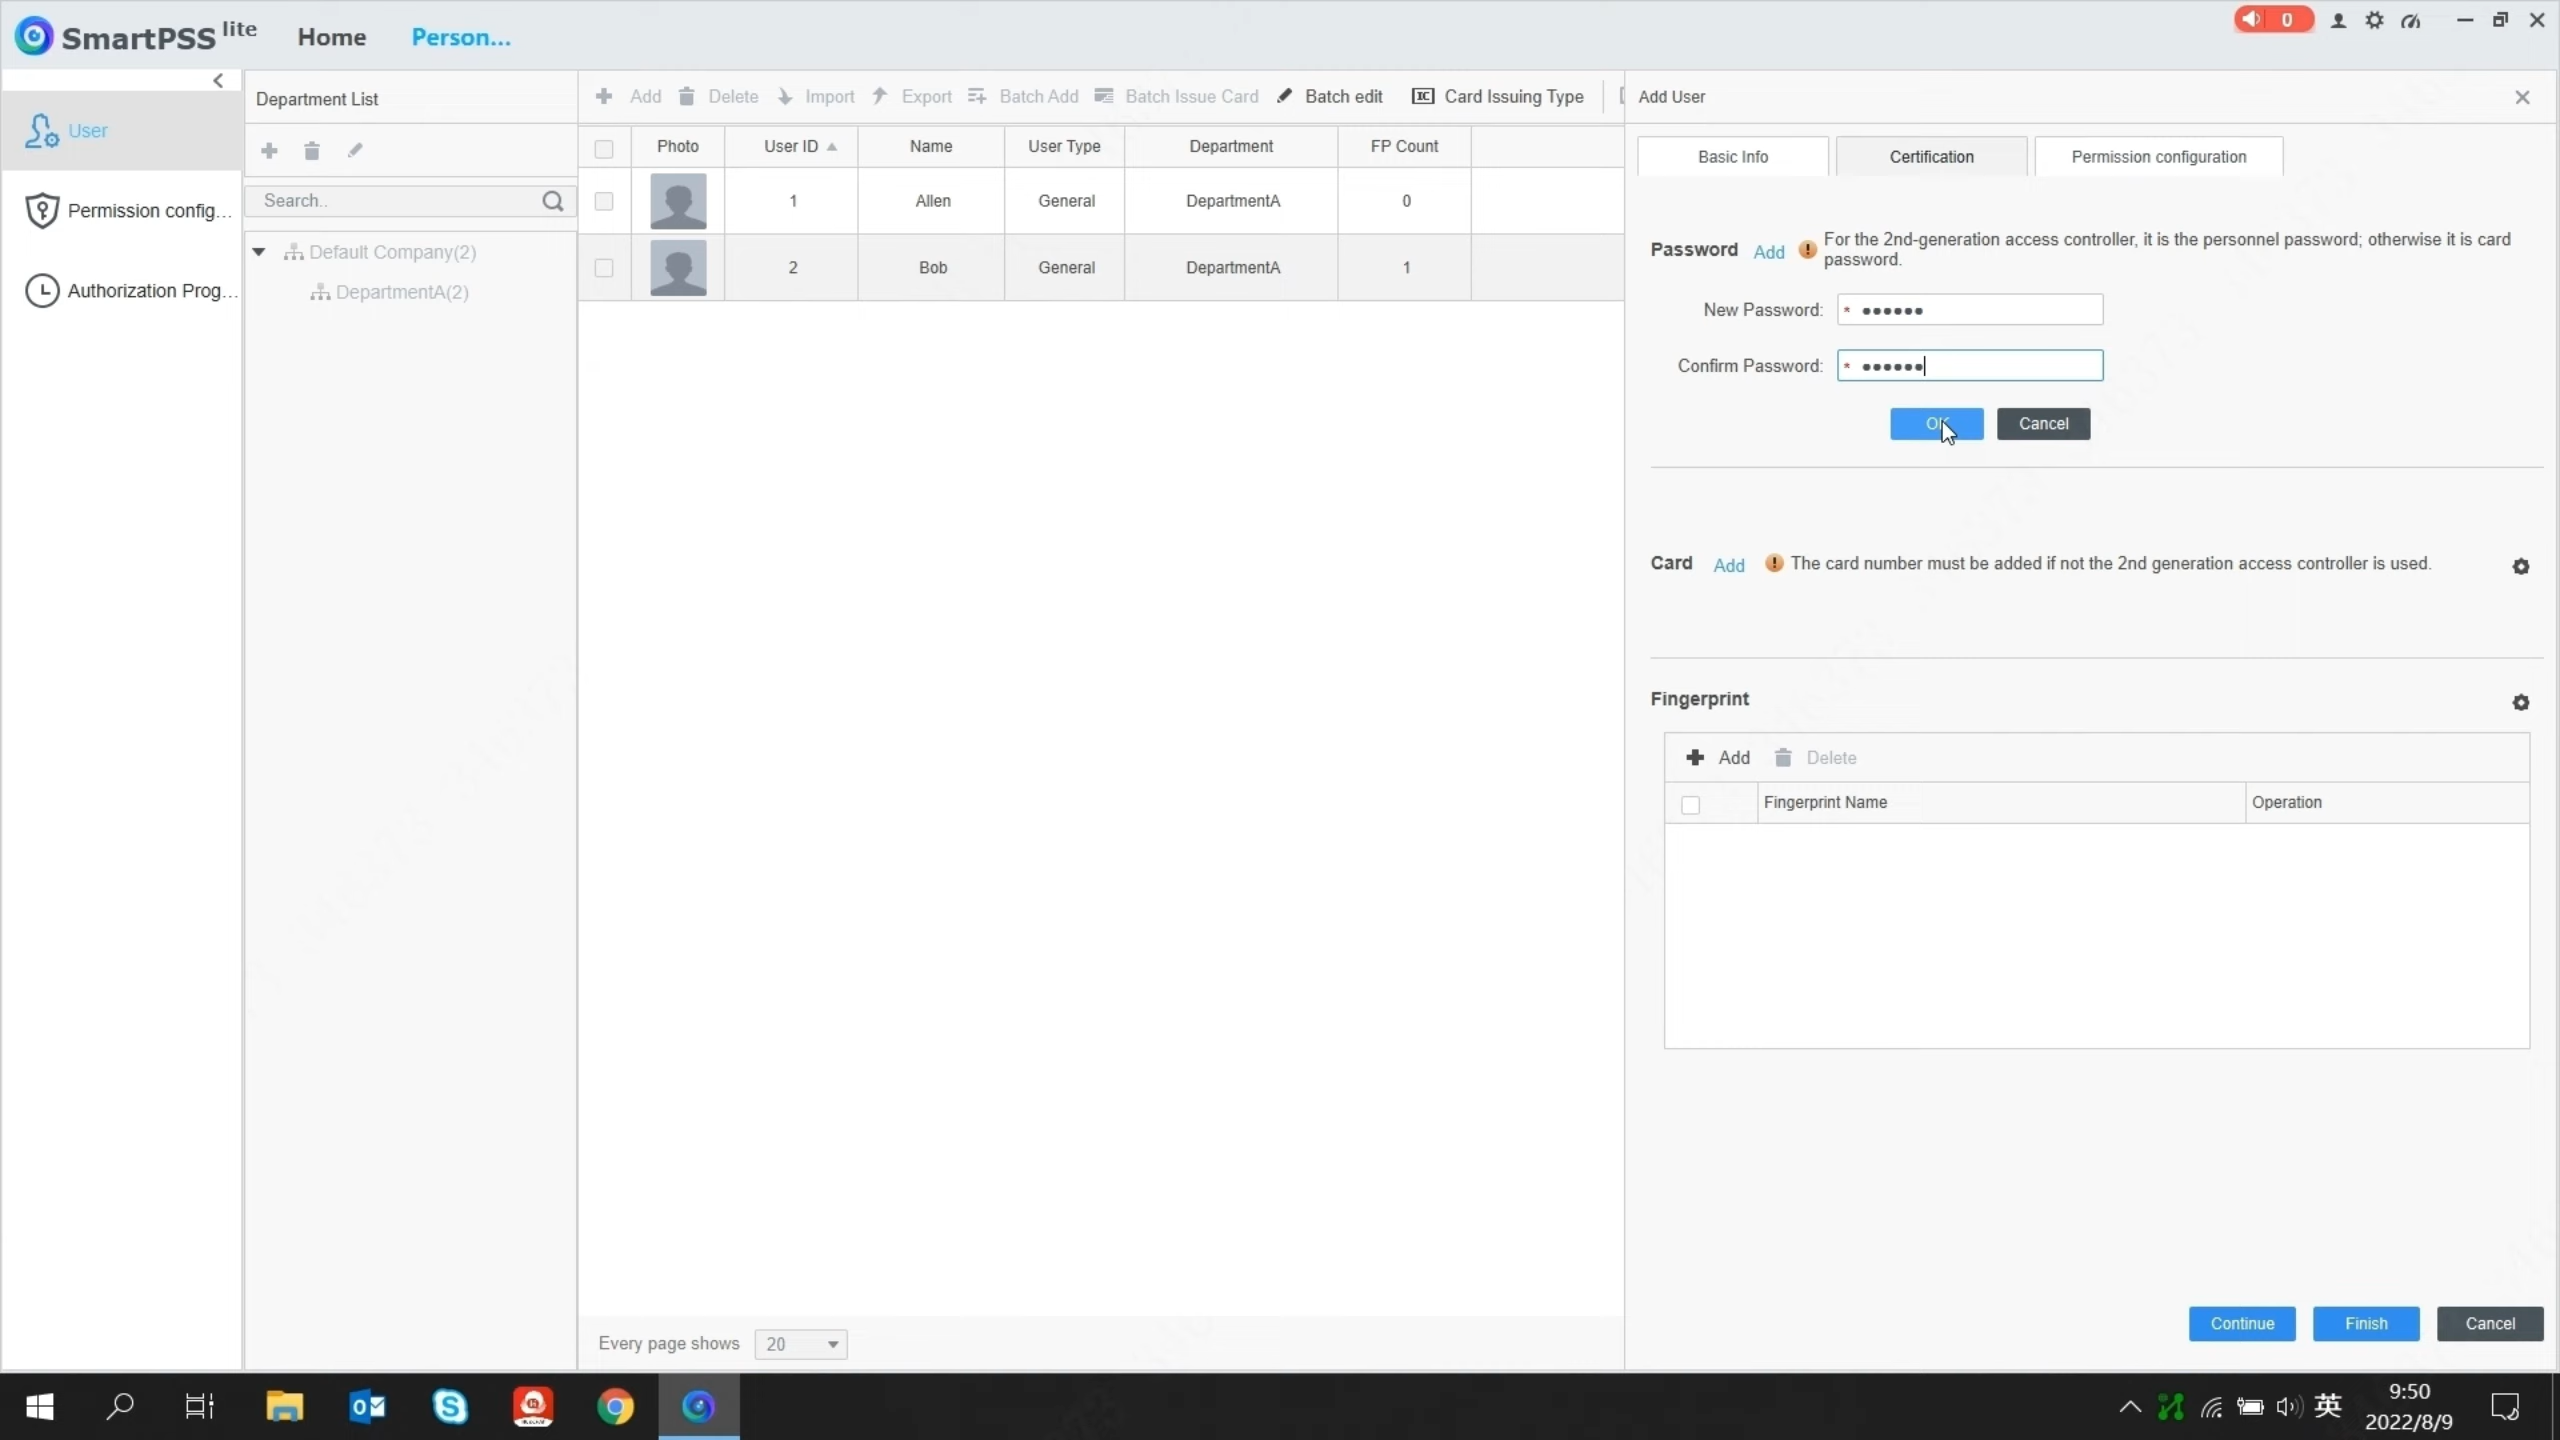 SmartPSS lite
Home
Person...
0
User
Permission config...
Authorization Prog...
Department List
Search..
Default Company(2)
DepartmentA(2)
Add
Delete
Import
Export
Batch Add
Batch Issue Card
Batch edit
Card Issuing Type
Photo
User ID
Name
User Type
Department
FP Count
1
Allen
General
DepartmentA
0
2
Bob
General
DepartmentA
1
Every page shows
20
Add User
Basic Info
Certification
Permission configuration
Password
Add
For the 2nd-generation access controller, it is the personnel password; otherwise it is card
password.
New Password:
* ••••••
Confirm Password:
* ••••••
OK
Cancel
Card
Add
The card number must be added if not the 2nd generation access controller is used.
Fingerprint
Add
Delete
Fingerprint Name
Operation
Continue
Finish
Cancel
英
9:50
2022/8/9